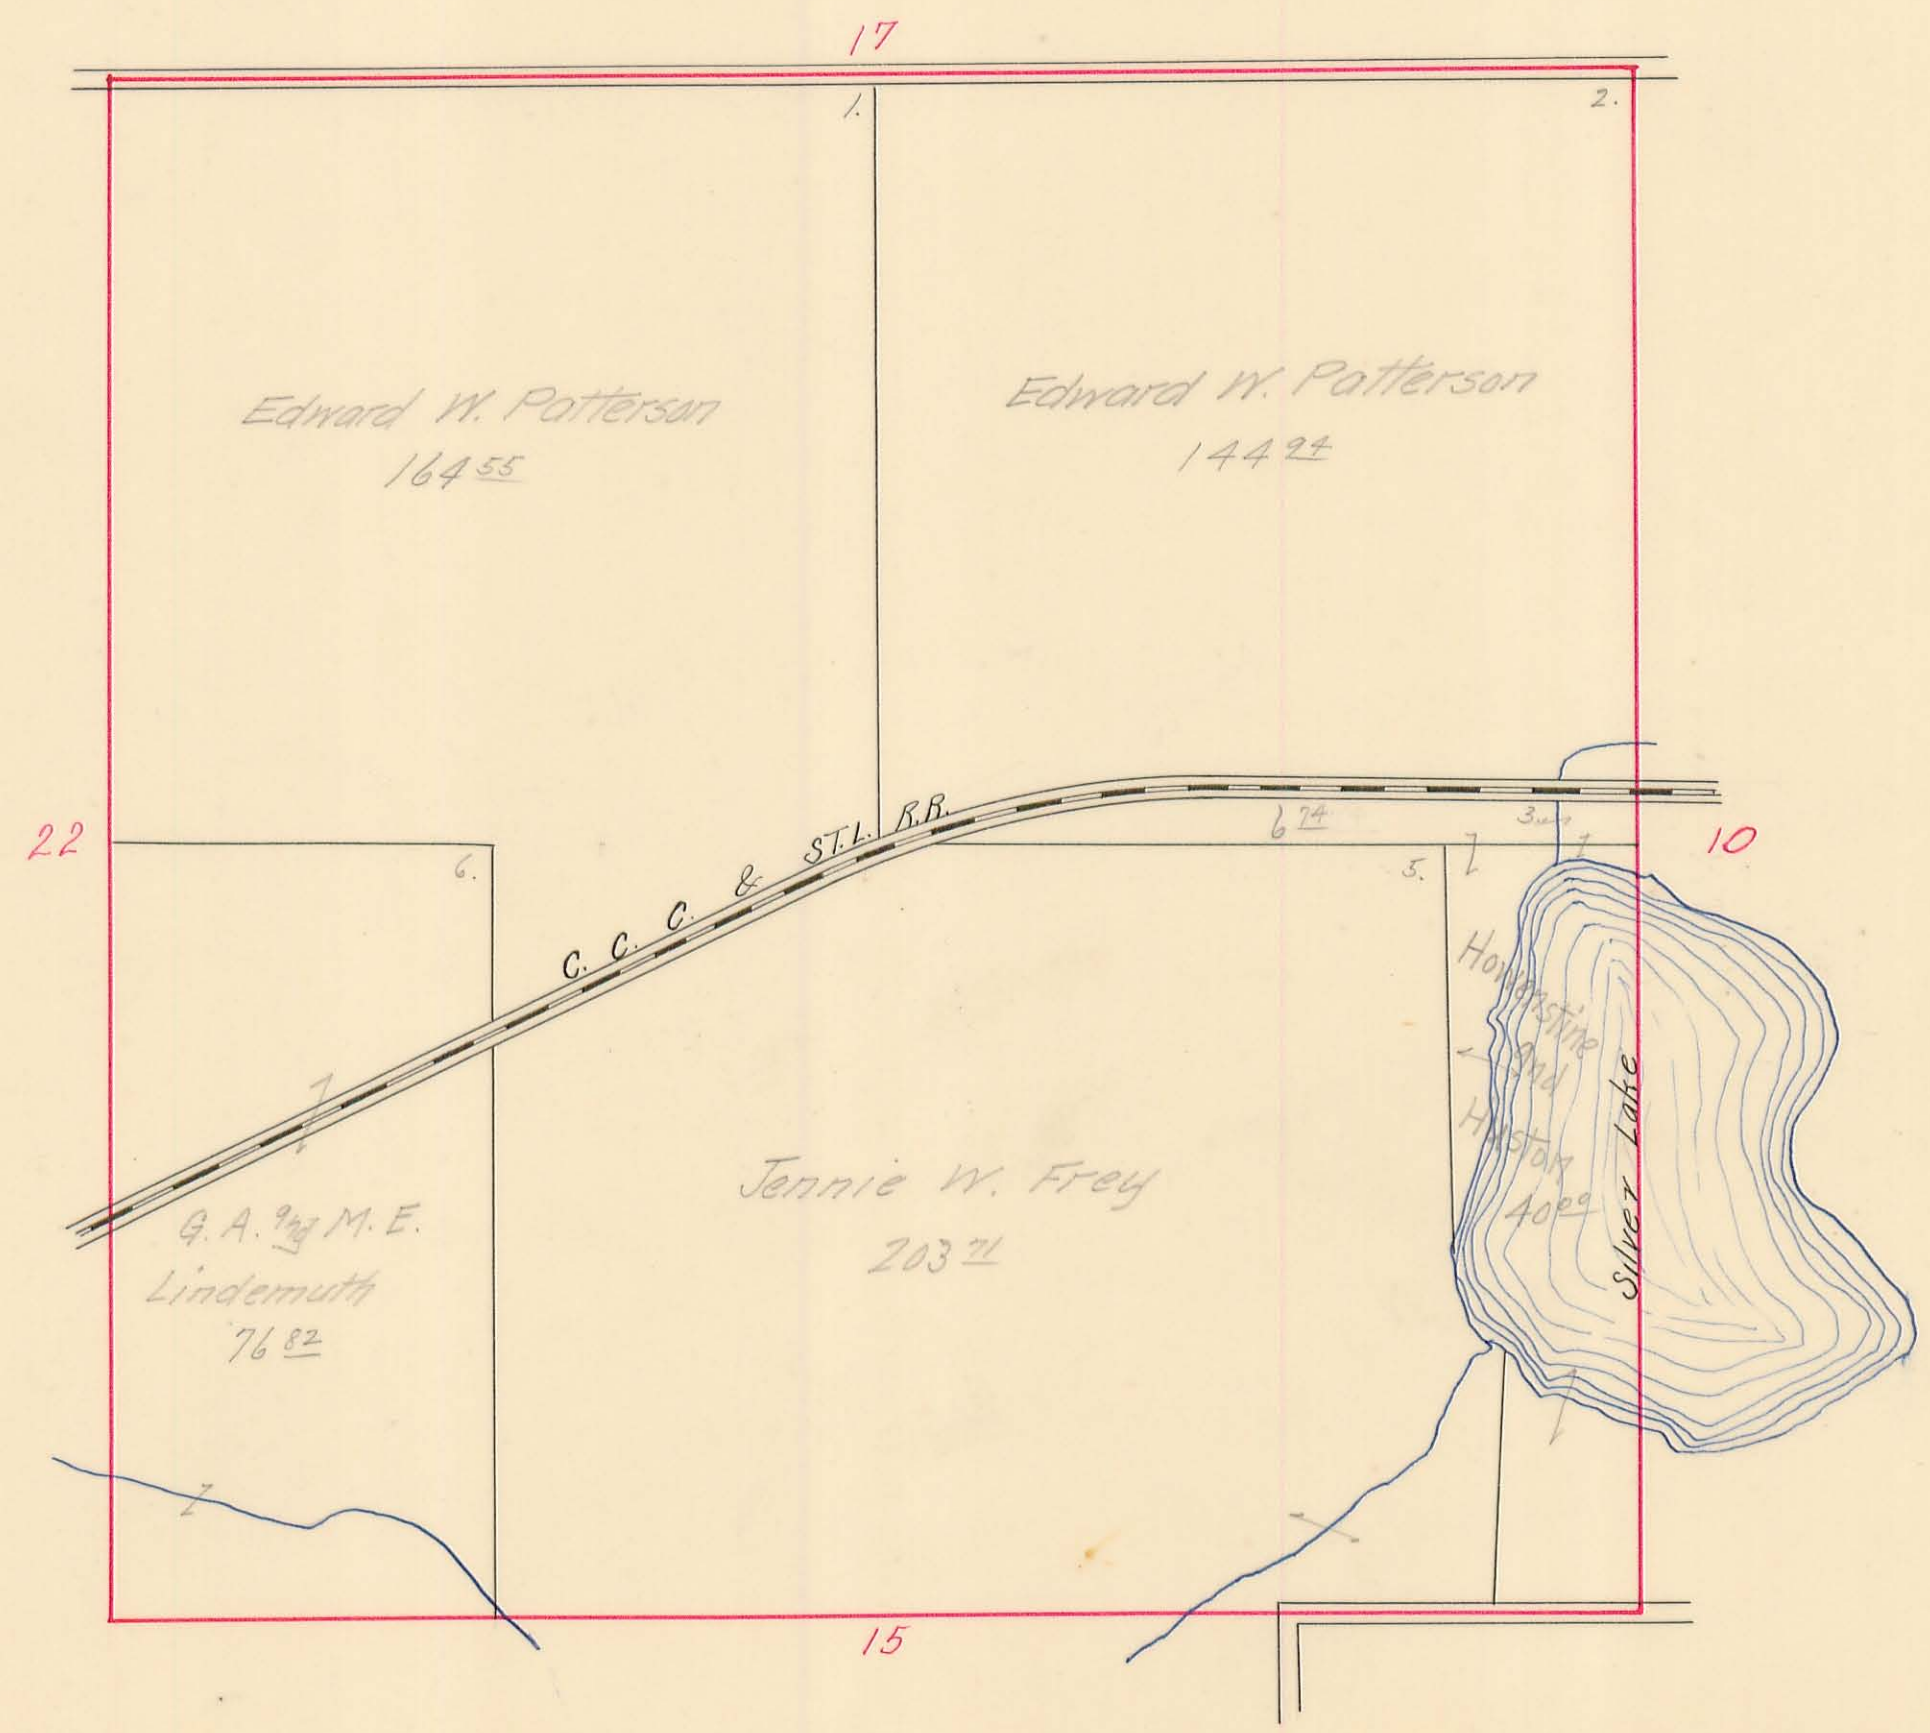 17
1.
2.
Edward W. Patterson
164 55
Edward W. Patterson
144 94
22
6.
C. C. C. & ST. L. R.R.
6 74
5.
10
Howenstine
and
Huston
40 09
Silver Lake
Jennie W. Frey
203 71
G. A. and M. E.
Lindemuth
76 82
15